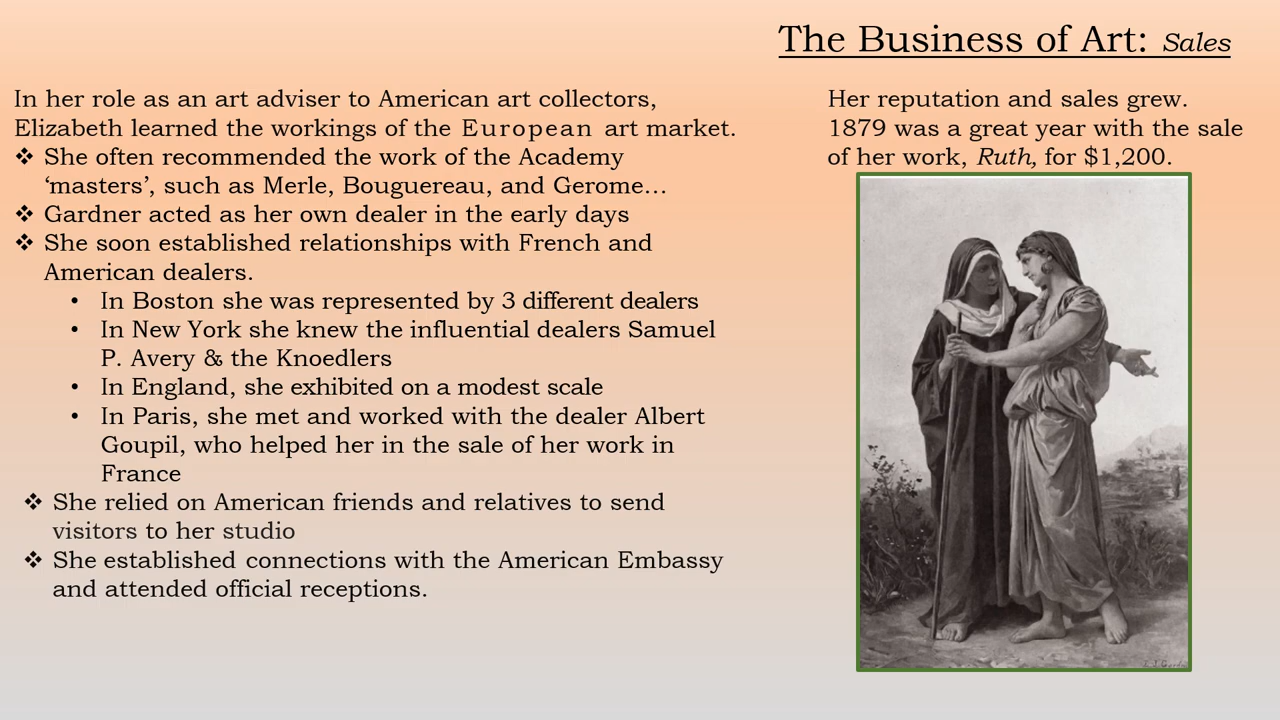 The Business of Art: Sales
In her role as an art adviser to American art collectors,
Elizabeth learned the workings of the European art market.
❖ She often recommended the work of the Academy
‘masters’, such as Merle, Bouguereau, and Gerome…
❖ Gardner acted as her own dealer in the early days
❖ She soon established relationships with French and
American dealers.
• In Boston she was represented by 3 different dealers
• In New York she knew the influential dealers Samuel
P. Avery & the Knoedlers
• In England, she exhibited on a modest scale
• In Paris, she met and worked with the dealer Albert
Goupil, who helped her in the sale of her work in
France
❖ She relied on American friends and relatives to send
visitors to her studio
❖ She established connections with the American Embassy
and attended official receptions.
Her reputation and sales grew.
1879 was a great year with the sale
of her work, Ruth, for $1,200.